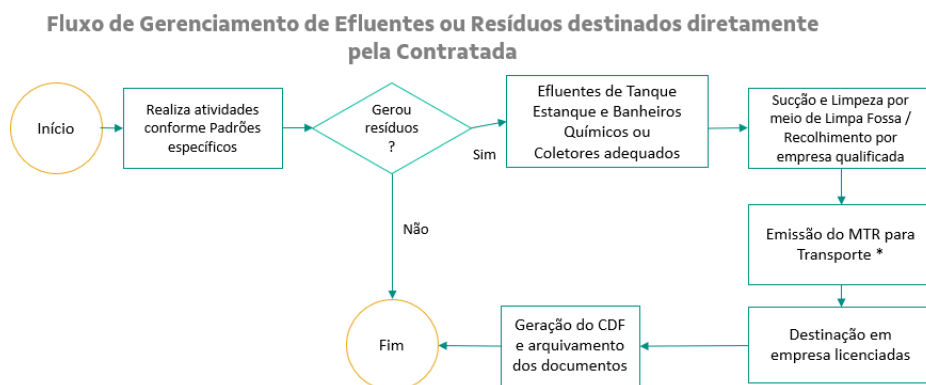 Fluxo de Gerenciamento de Efluentes ou Resíduos destinados diretamente
pela Contratada
Início
Realiza atividades
conforme Padrões
específicos
Gerou
resíduos
?
Sim
Não
Efluentes de Tanque
Estanque e Banheiros
Químicos ou
Coletores adequados
Sucção e Limpeza por
meio de Limpa Fossa /
Recolhimento por
empresa qualificada
Emissão do MTR para
Transporte *
Destinação em
empresa licenciadas
Geração do CDF
e arquivamento
dos documentos
Fim